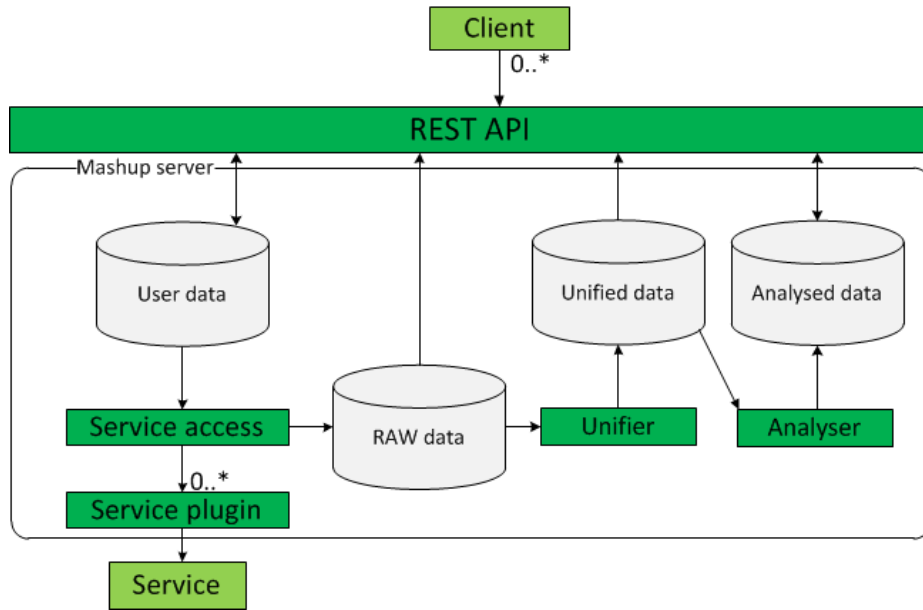 Client
0..*
REST API
Mashup server
User data
Unified data
Analysed data
Service access
RAW data
Unifier
Analyser
0..*
Service plugin
Service